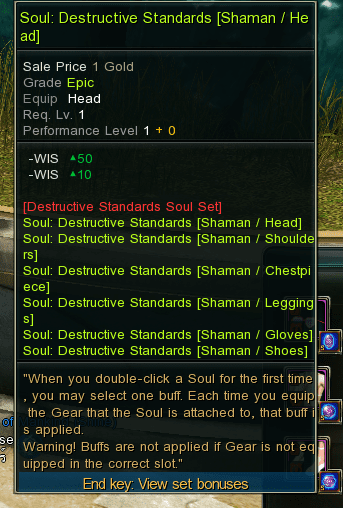 Soul: Destructive Standards [Shaman / He
ad]
Sale Price 1 Gold
Grade Epic
Equip Head
Req. Lv. 1
Performance Level 1 + 0
-WIS ▲50
-WIS ▲10
[Destructive Standards Soul Set]
Soul: Destructive Standards [Shaman / Head]
Soul: Destructive Standards [Shaman / Shoulde
rs]
Soul: Destructive Standards [Shaman / Chestpi
ece]
Soul: Destructive Standards [Shaman / Legging
s]
Soul: Destructive Standards [Shaman / Gloves]
Soul: Destructive Standards [Shaman / Shoes]
"When you double-click a Soul for the first time
, you may select one buff. Each time you equip
the Gear that the Soul is attached to, that buff i
s applied.
Warning! Buffs are not applied if Gear is not eq
uipped in the correct slot."
End key: View set bonuses